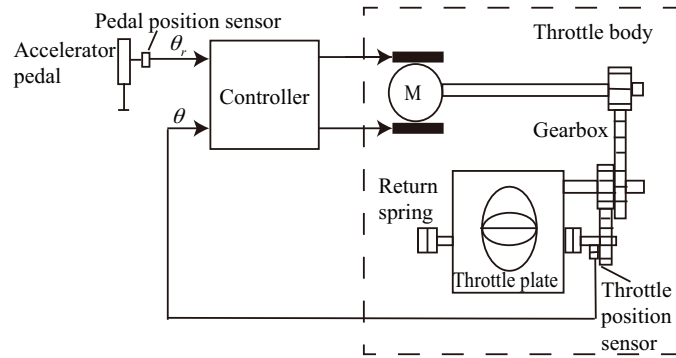 Pedal position sensor
Accelerator
pedal
θr
θ
Controller
M
Throttle body
Gearbox
Return
spring
Throttle plate
Throttle
position
sensor